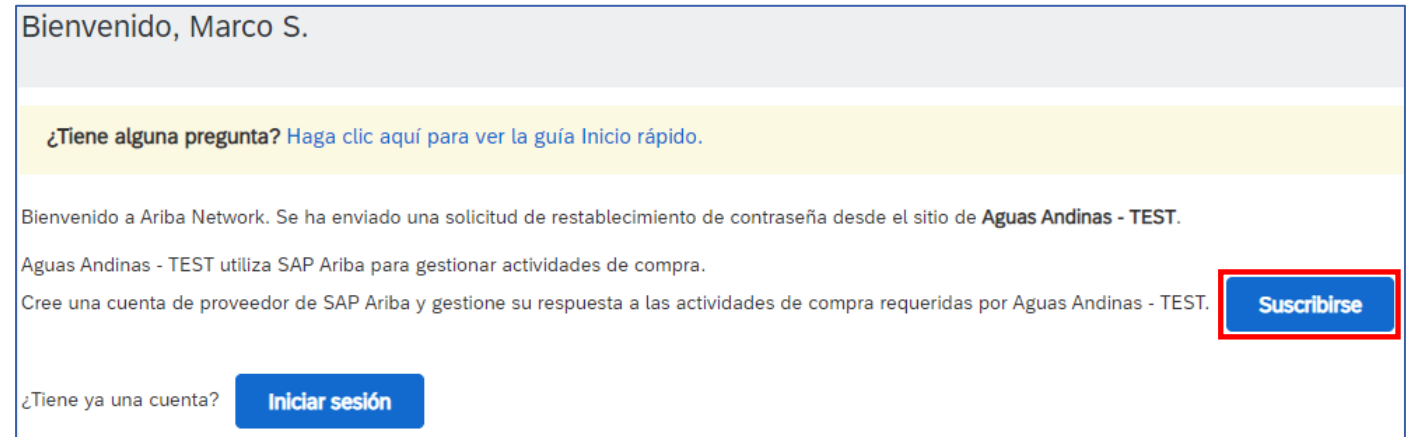 Bienvenido, Marco S.
¿Tiene alguna pregunta? Haga clic aquí para ver la guía Inicio rápido.
Bienvenido a Ariba Network. Se ha enviado una solicitud de restablecimiento de contraseña desde el sitio de Aguas Andinas - TEST.
Aguas Andinas - TEST utiliza SAP Ariba para gestionar actividades de compra.
Cree una cuenta de proveedor de SAP Ariba y gestione su respuesta a las actividades de compra requeridas por Aguas Andinas - TEST. Suscribirse
¿Tiene ya una cuenta? Iniciar sesión